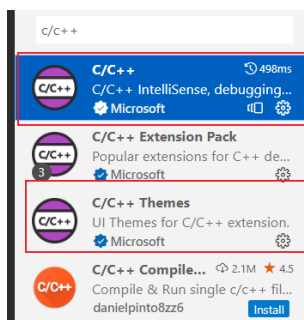 c/c++
C/C++ 498ms
C/C++ IntelliSense, debugging...
Microsoft
C/C++
C/C++ Extension Pack
Popular extensions for C++ de...
Microsoft
C/C++
3
C/C++ Themes
UI Themes for C/C++ extension.
Microsoft
C/C++
C/C++ Compile... 2.1M 4.5
Compile & Run single c/c++ fil...
danielpinto8zz6 Install
C/C++